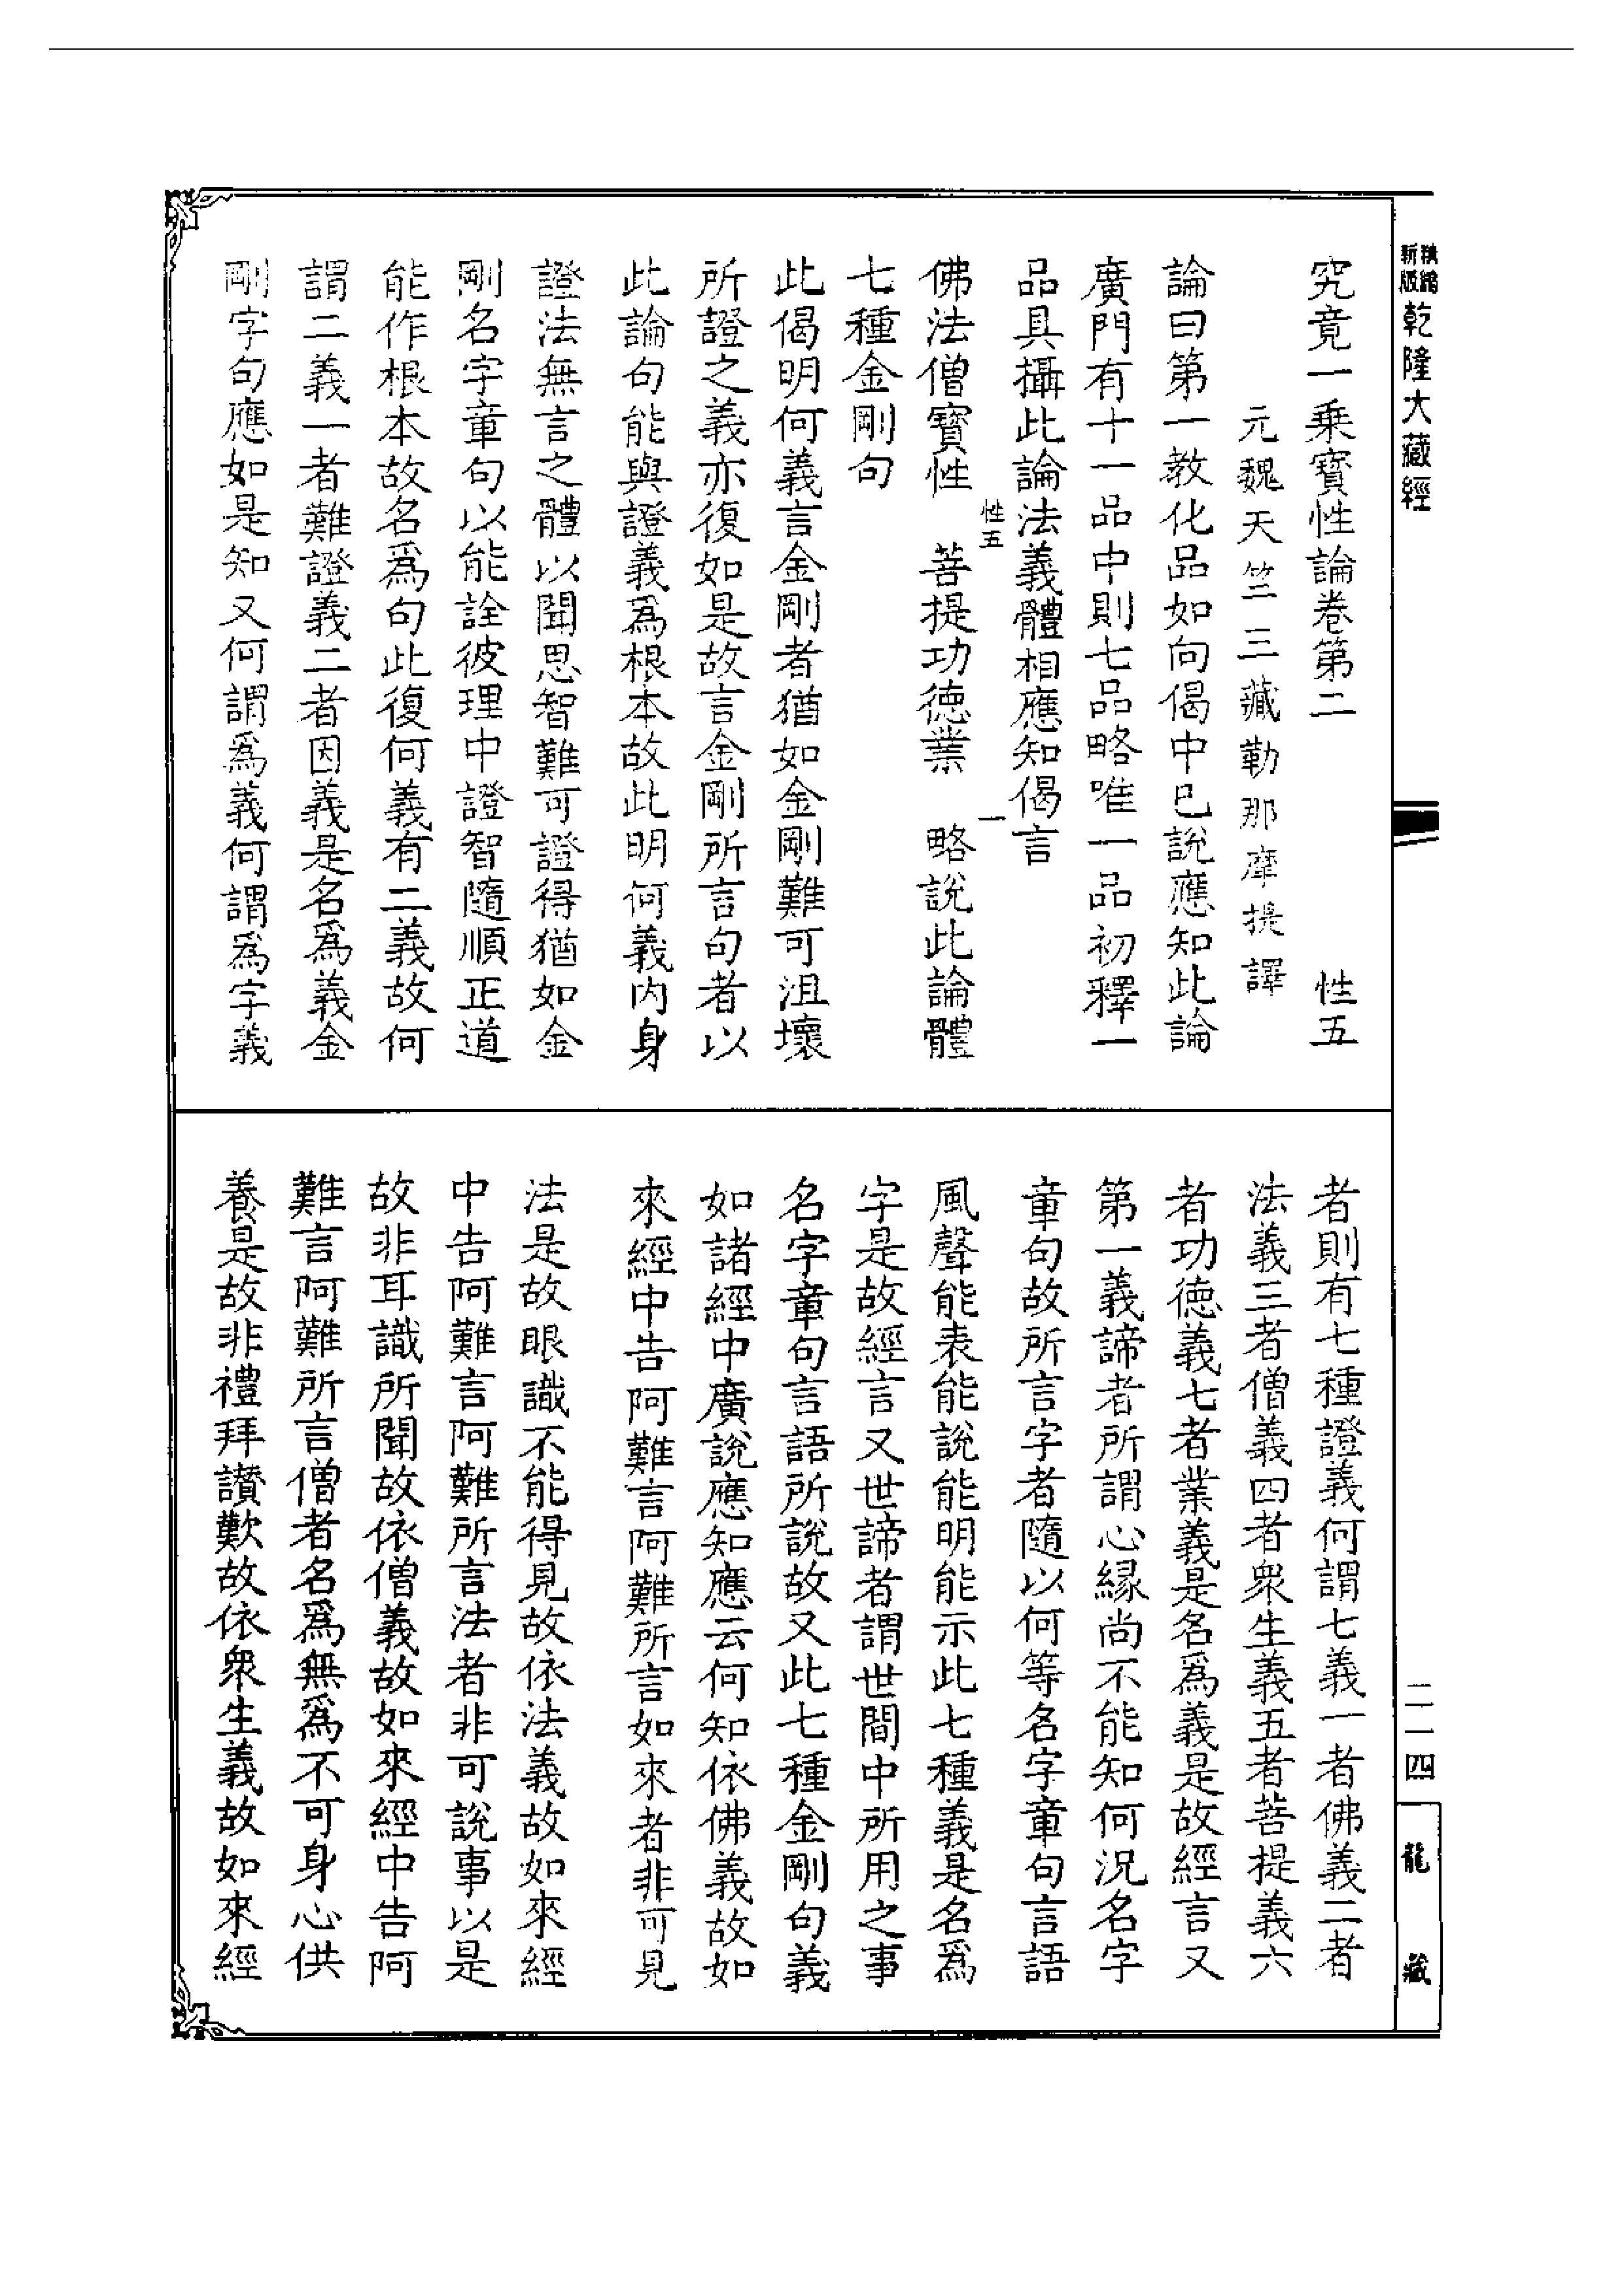 新編
新版
乾隆大藏經
究竟一乘寶性論卷第二　性五
元魏天竺三藏勒那摩提譯
論曰第一教化品如向偈中已說應知此論
廣門有十一品中則七品略唯一品初釋一
品具攝此論法義體相應知偈言
性五　一
佛法僧寶性　菩提功德業　略說此論體
七種金剛句
此偈明何義言金剛者猶如金剛難可沮壞
所證之義亦復如是故言金剛所言句者以
此論句能與證義爲根本故此明何義內身
證法無言之體以聞思智難可證得猶如金
剛名字章句以能詮彼理中證智隨順正道
能作根本故名爲句此復何義有二義故何
謂二義一者難證義二者因義是名爲義金
剛字句應如是知又何謂爲義何謂爲字義
者則有七種證義何謂七義一者佛義二者
法義三者僧義四者衆生義五者菩提義六
者功德義七者業義是名爲義是故經言又
第一義諦者所謂心緣尚不能知何況名字
章句故所言字者隨以何等名字章句言語
風聲能表能說能明能示此七種義是名爲
字是故經言又世諦者謂世間中所用之事
名字章句言語所說故又此七種金剛句義
如諸經中廣說應知應云何知依佛義故如
來經中告阿難言阿難所言如來者非可見
法是故眼識不能得見故依法義故如來經
中告阿難言阿難所言法者非可說事以是
故非耳識所聞故依僧義故如來經中告阿
難言阿難所言僧者名爲無爲不可身心供
養是故非禮拜讚歎故依衆生義故如來經
二一四
龍藏